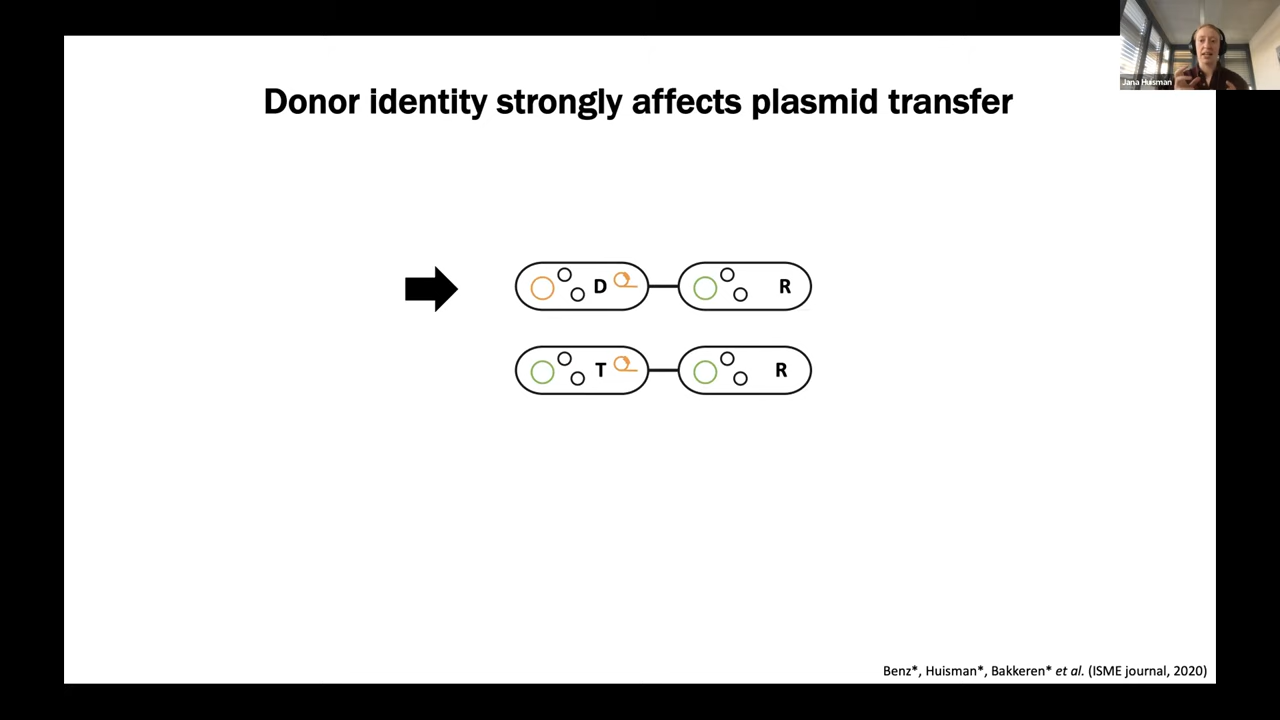 Jana Huisman
Donor identity strongly affects plasmid transfer
D R
T R
Benz*, Huisman*, Bakkeren* et al. (ISME journal, 2020)